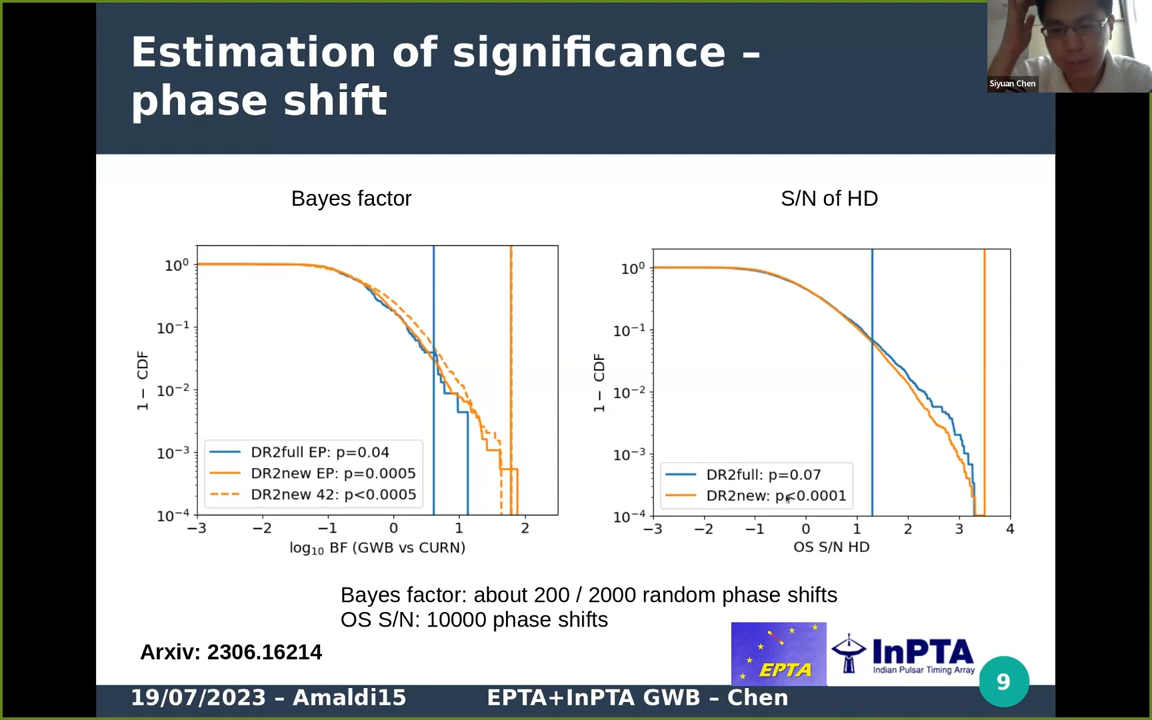 Estimation of significance –
phase shift
Siyuan Chen
Bayes factor
S/N of HD
10⁰
10⁻¹
10⁻²
10⁻³
10⁻⁴
1 − CDF
DR2full EP: p=0.04
DR2new EP: p=0.0005
DR2new 42: p<0.0005
−3 −2 −1 0 1 2
log₁₀ BF (GWB vs CURN)
10⁰
10⁻¹
10⁻²
10⁻³
10⁻⁴
1 − CDF
DR2full: p=0.07
DR2new: p<0.0001
−3 −2 −1 0 1 2 3 4
OS S/N HD
Bayes factor: about 200 / 2000 random phase shifts
OS S/N: 10000 phase shifts
Arxiv: 2306.16214
EPTA
InPTA
Indian Pulsar Timing Array
19/07/2023 – Amaldi15 EPTA+InPTA GWB – Chen 9